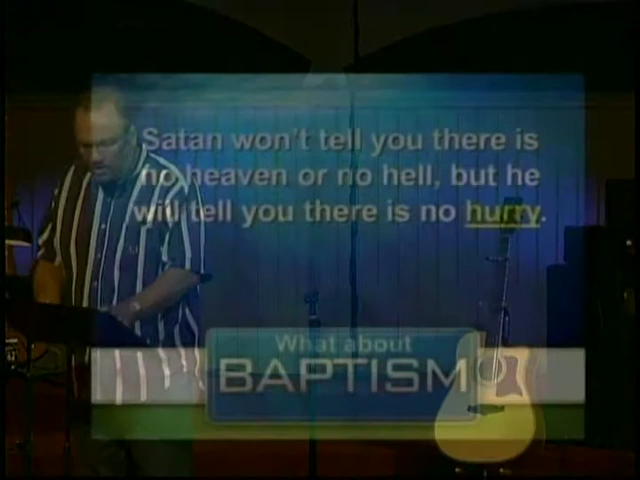 Satan won't tell you there is
no heaven or no hell, but he
will tell you there is no hurry.
What about
BAPTISM